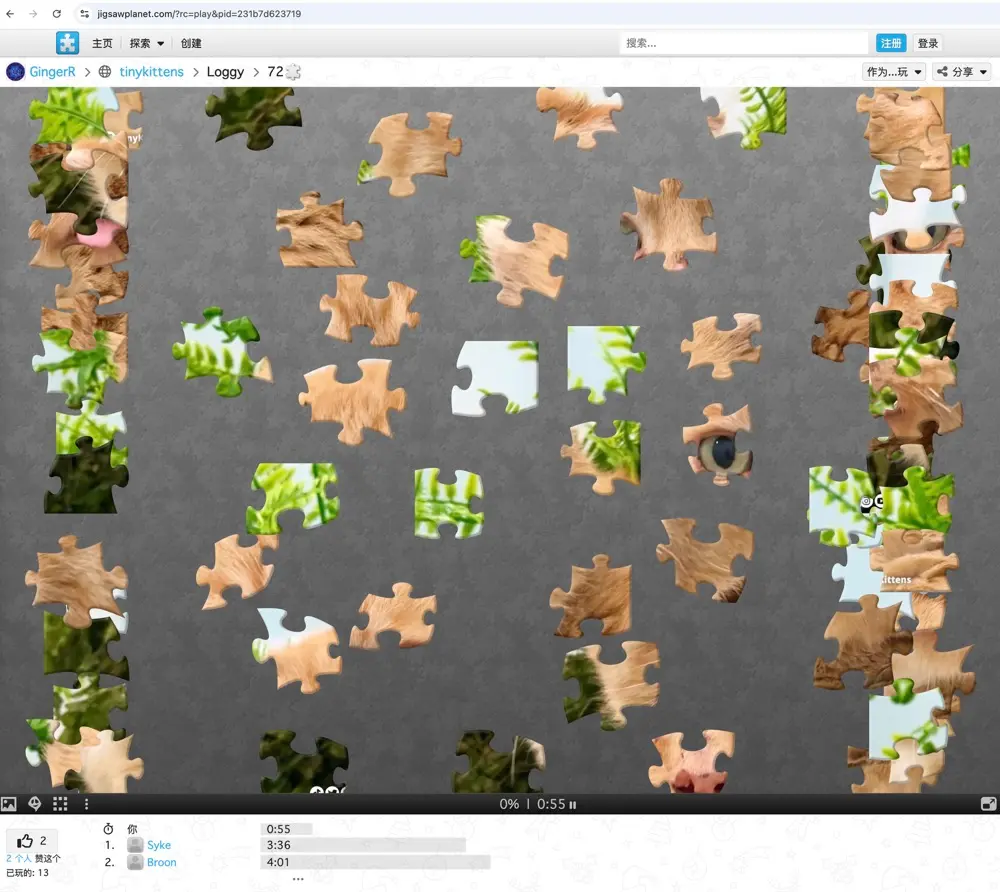 jigsawplanet.com/?rc=play&pid=231b7d623719
主页 探索 创建 搜索... 注册 登录
GingerR > tinykittens > Loggy > 72 作为...玩 分享
nyk
kittens
0% | 0:55
2 你 0:55
1. Syke 3:36
2 个人 赞这个 2. Broon 4:01
已玩的: 13 ...